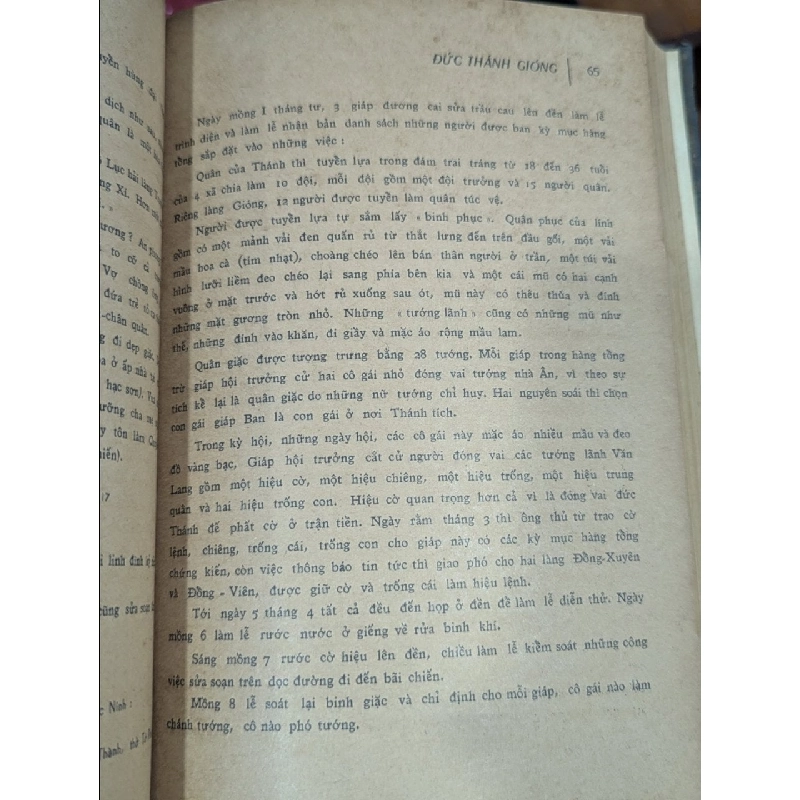 ĐỨC THÁNH GIÓNG | 65
Ngày mồng 1 tháng tư, 3 giáp đương cai sửa trầu cau lên đền làm lễ
trình diện và làm lễ nhận bản danh sách những người được ban kỳ mục hàng
tổng sắp đặt vào những việc :
Quân của Thánh thì tuyển lựa trong đám trai tráng từ 18 đến 36 tuổi
của 4 xã chia làm 10 đội, mỗi đội gồm một đội trưởng và 15 người quân.
Riêng làng Gióng, 12 người được tuyển làm quân túc vệ.
Người được tuyển lựa tự sắm lấy « binh phục ». Quân phục của lính
gồm có một mảnh vải đen quấn rủ từ thắt lưng đến trên đầu gối, một vải
mầu hoa cà (tím nhạt), choàng chéo lên bán thân người ở trần, một túi vải
hình lưỡi liềm đeo chéo lại sang phía bên kia và một cái mũ có hai cạnh
vuông ở mặt trước và hớt rủ xuống sau ót, mũ này có thêu thùa và đính
những mặt gương tròn nhỏ. Những « tướng lãnh » cũng có những mũ như
thế, những đính vào khăn, đi giầy và mặc áo rộng mầu lam.
Quân giặc được tượng trưng bằng 28 tướng. Mỗi giáp trong hàng tổng
trừ giáp hội trưởng cử hai cô gái nhỏ đóng vai tướng nhà Ân, vì theo sự
tích kể lại là quân giặc do những nữ tướng chỉ huy. Hai nguyên soái thì chọn
con gái giáp Ban là con gái ở nơi Thánh tích.
Trong kỳ hội, những ngày hội, các cô gái này mặc áo nhiều mầu và đeo
đồ vàng bạc, Giáp hội trưởng cắt cử người đóng vai các tướng lãnh Văn
Lang gồm một hiệu cờ, một hiệu chiêng, một hiệu trống, một hiệu trung
quân và hai hiệu trống con. Hiệu cờ quan trọng hơn cả vì là đóng vai đức
Thánh để phất cờ ở trận tiền. Ngày rằm tháng 3 thì ông thủ từ trao cờ
lệnh, chiêng, trống cái, trống con cho giáp này có các kỳ mục hàng tổng
chứng kiến, còn việc thông báo tin tức thì giao phó cho hai làng Đồng-Xuyên
và Đồng - Viên, được giữ cờ và trống cái làm hiệu lệnh.
Tới ngày 5 tháng 4 tất cả đều đến họp ở đền để làm lễ diễn thử. Ngày
mồng 6 làm lễ rước nước ở giếng về rửa binh khí.
Sáng mồng 7 rước cờ hiệu lên đền, chiều làm lễ kiểm soát những công
việc sửa soạn trên dọc đường đi đến bãi chiến.
Mồng 8 lễ soát lại binh giặc và chỉ định cho mỗi giáp, cô gái nào làm
chánh tướng, cô nào phó tướng.